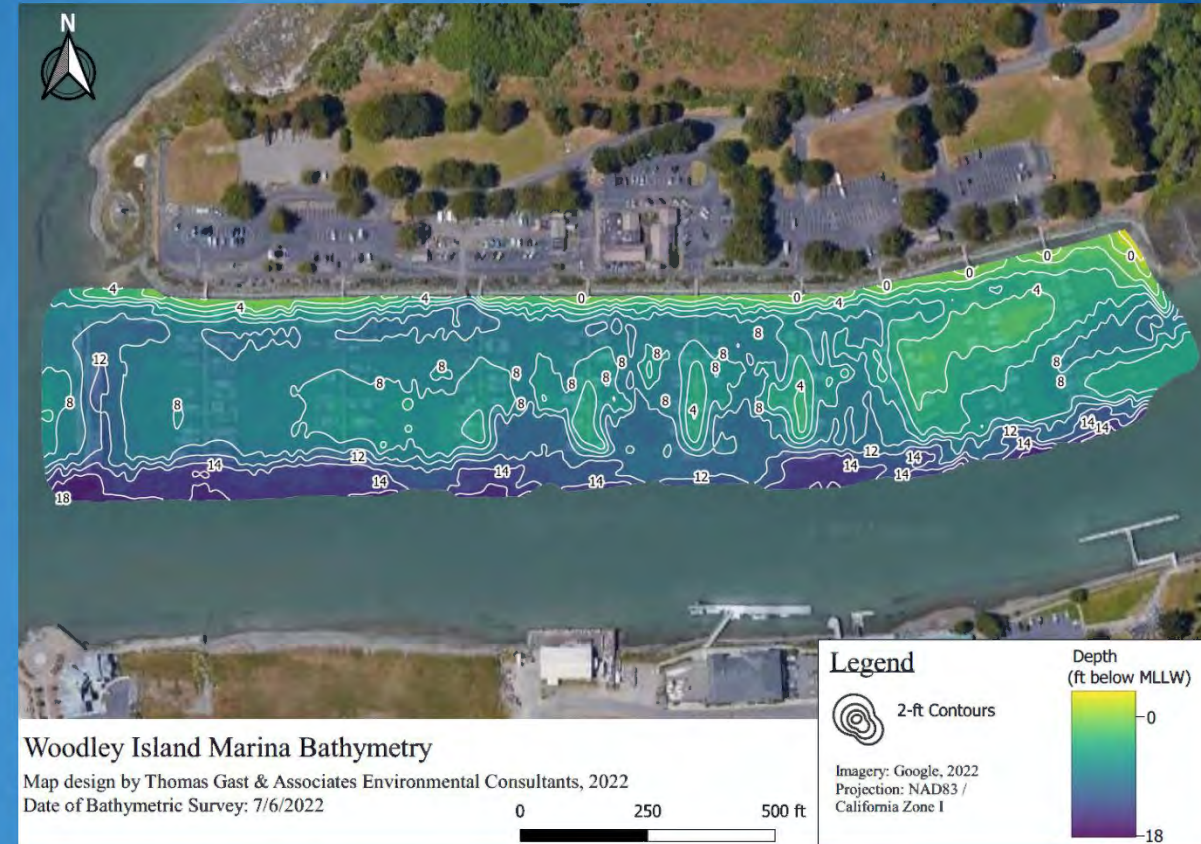 N
0 0
0
4 0 4
4 0 0 4
4
8
12 8 8 8 8
8
8 8 8 8 8 4
8 8 8 8 4
8 14 14 12
14
12 12 14
14 14 14 14
14 14 12
18
Woodley Island Marina Bathymetry
Map design by Thomas Gast & Associates Environmental Consultants, 2022
Date of Bathymetric Survey: 7/6/2022
0 250 500 ft
Legend
2-ft Contours
Imagery: Google, 2022
Projection: NAD83 /
California Zone I
Depth
(ft below MLLW)
0
18